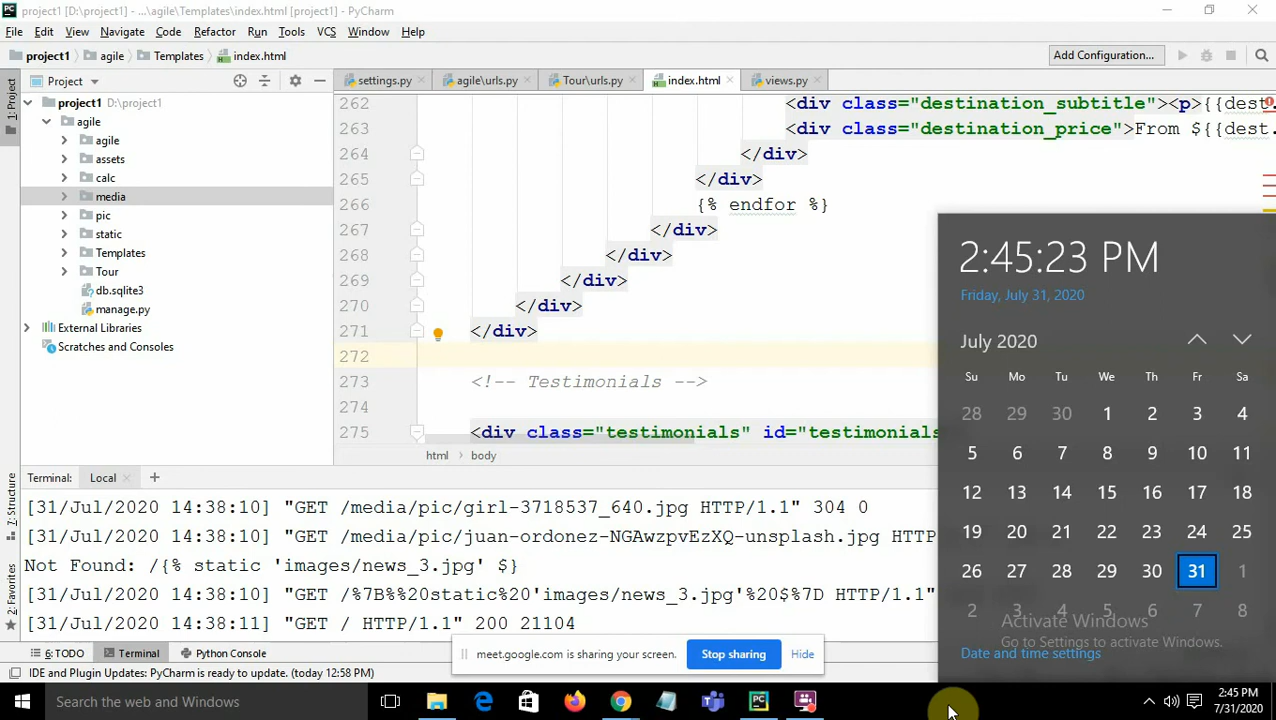 project1 [D:\project1] - ...\agile\Templates\index.html [project1] - PyCharm
File Edit View Navigate Code Refactor Run Tools VCS Window Help
project1 agile Templates index.html Add Configuration...
1: Project
Project settings.py agile\urls.py Tour\urls.py index.html views.py
project1 D:\project1
agile
agile
assets
calc
media
pic
static
Templates
Tour
db.sqlite3
manage.py
External Libraries
Scratches and Consoles
262 <div class="destination_subtitle"><p>{{dest.
263 <div class="destination_price">From ${{dest.
264 </div>
265 </div>
266 {% endfor %}
267 </div>
268 </div>
269 </div>
270 </div>
271 </div>
272
273 <!-- Testimonials -->
274
275 <div class="testimonials" id="testimonials
html body
2:45:23 PM
Friday, July 31, 2020
July 2020
Su Mo Tu We Th Fr Sa
28 29 30 1 2 3 4
5 6 7 8 9 10 11
12 13 14 15 16 17 18
19 20 21 22 23 24 25
26 27 28 29 30 31 1
2 3 4 5 6 7 8
Activate Windows
Go to Settings to activate Windows.
Date and time settings
Terminal: Local
7: Structure
2: Favorites
[31/Jul/2020 14:38:10] "GET /media/pic/girl-3718537_640.jpg HTTP/1.1" 304 0
[31/Jul/2020 14:38:10] "GET /media/pic/juan-ordonez-NGAwzpvEzXQ-unsplash.jpg HTTP
Not Found: /{% static 'images/news_3.jpg' $}
[31/Jul/2020 14:38:10] "GET /%7B%%20static%20'images/news_3.jpg'%20$%7D HTTP/1.1"
[31/Jul/2020 14:38:11] "GET / HTTP/1.1" 200 21104
meet.google.com is sharing your screen. Stop sharing Hide
6: TODO Terminal Python Console
IDE and Plugin Updates: PyCharm is ready to update. (today 12:58 PM)
Search the web and Windows
2:45 PM
7/31/2020